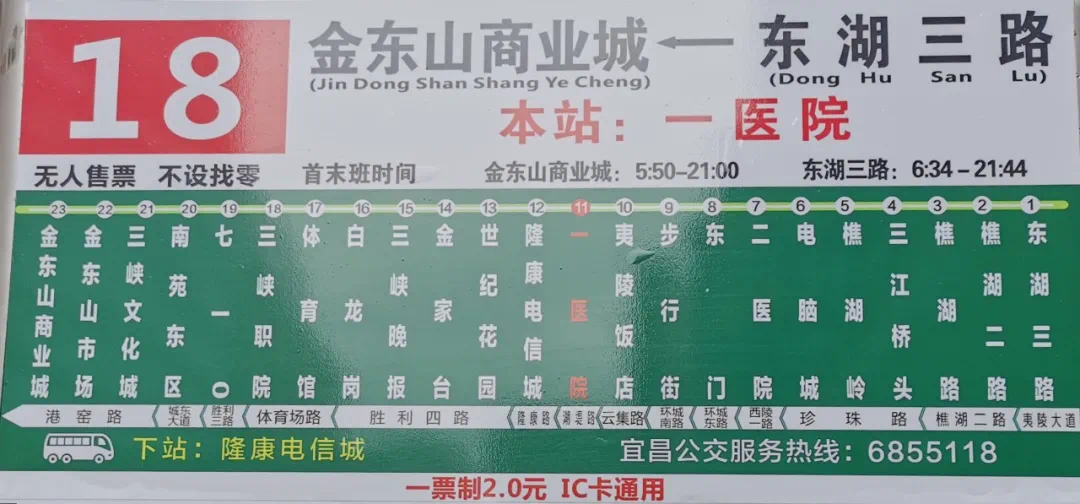 18
金东山商业城 ← 东湖三路
(Jin Dong Shan Shang Ye Cheng) (Dong Hu San Lu)
本站：一医院
无人售票 不设找零 首末班时间 金东山商业城：5:50-21:00 东湖三路：6:34-21:44
23 22 21 20 19 18 17 16 15 14 13 12 11 10 9 8 7 6 5 4 3 2 1
金东山商业城
金东山市场
三峡文化城
南苑东区
七一0
三峡职院
体育馆
白龙岗
三峡晚报
金家台
世纪花园
隆康电信城
一医院
夷陵饭店
步行街
东门
二医院
电脑城
樵湖岭
三江桥头
樵湖路
樵湖二路
东湖三路
港窑路 城东大道 胜利三路 体育场路 胜利四路 隆康路 湖堤路 云集路 环城南路 环城东路 西陵一路 珍珠路 樵湖二路 夷陵大道
下站：隆康电信城 宜昌公交服务热线：6855118
一票制2.0元 IC卡通用